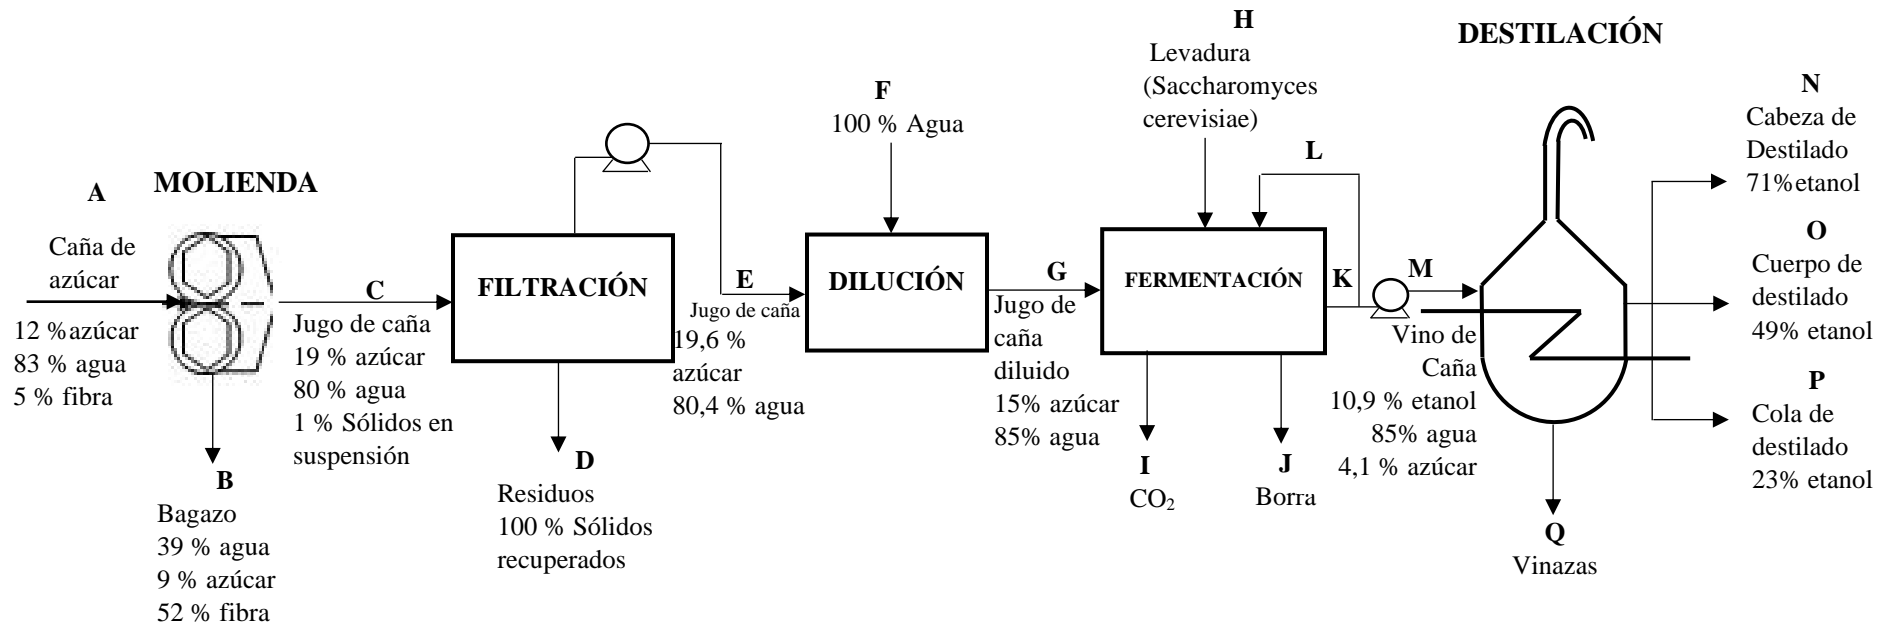 A
MOLIENDA
Caña de
azúcar
12 %azúcar
83 % agua
5 % fibra
B
Bagazo
39 % agua
9 % azúcar
52 % fibra
C
Jugo de caña
19 % azúcar
80 % agua
1 % Sólidos en
suspensión
FILTRACIÓN
D
Residuos
100 % Sólidos
recuperados
E
Jugo de caña
19,6 %
azúcar
80,4 % agua
F
100 % Agua
DILUCIÓN
G
Jugo de
caña
diluido
15% azúcar
85% agua
H
Levadura
(Saccharomyces
cerevisiae)
L
FERMENTACIÓN
I
CO₂
J
Borra
K
M
Vino de
Caña
10,9 % etanol
85% agua
4,1 % azúcar
DESTILACIÓN
N
Cabeza de
Destilado
71%etanol
O
Cuerpo de
destilado
49% etanol
P
Cola de
destilado
23% etanol
Q
Vinazas